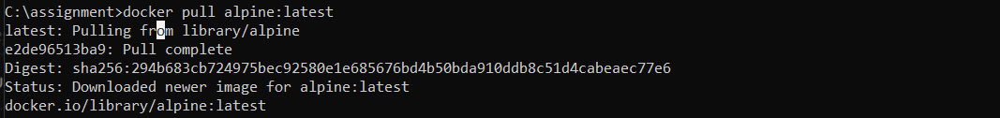 C:\assignment>docker pull alpine:latest
latest: Pulling from library/alpine
e2de96513ba9: Pull complete
Digest: sha256:294b683cb724975bec92580e1e685676bd4b50bda910ddb8c51d4cabeaec77e6
Status: Downloaded newer image for alpine:latest
docker.io/library/alpine:latest